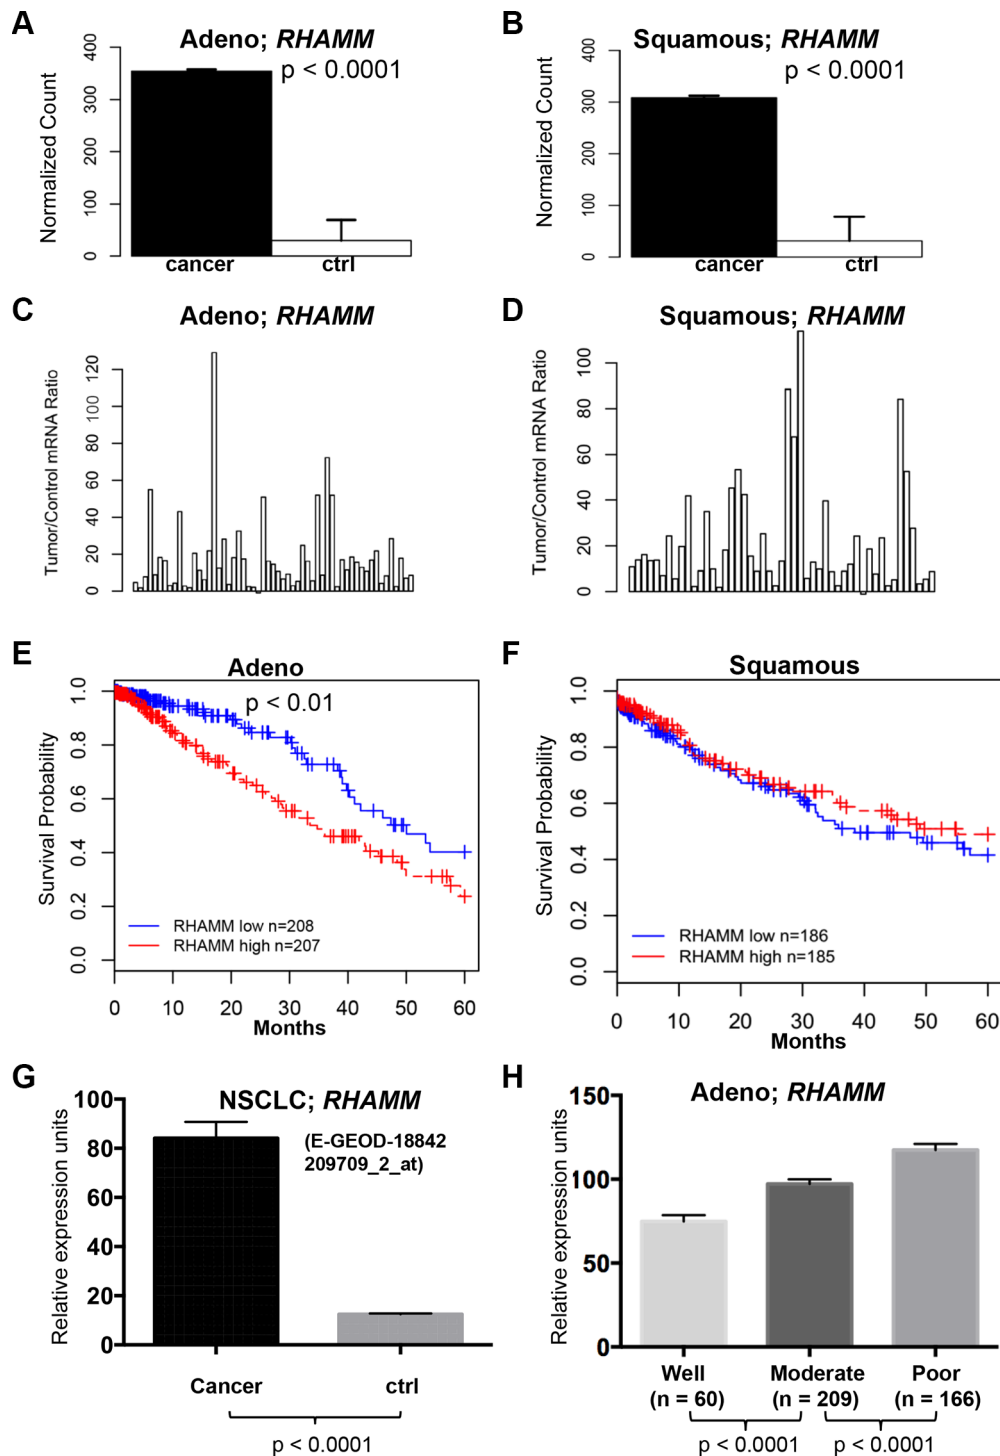 A
Adeno; RHAMM
p < 0.0001
Normalized Count
400
300
200
100
0
cancer
ctrl
B
Squamous; RHAMM
p < 0.0001
Normalized Count
400
300
200
100
0
cancer
ctrl
C
Adeno; RHAMM
Tumor/Control mRNA Ratio
120
100
80
60
40
20
0
D
Squamous; RHAMM
Tumor/Control mRNA Ratio
100
80
60
40
20
0
E
Adeno
p < 0.01
Survival Probability
1.0
0.8
0.6
0.4
0.2
0.0
RHAMM low n=208
RHAMM high n=207
0 10 20 30 40 50 60
Months
F
Squamous
Survival Probability
1.0
0.8
0.6
0.4
0.2
0.0
RHAMM low n=186
RHAMM high n=185
0 10 20 30 40 50 60
Months
G
NSCLC; RHAMM
(E-GEOD-18842
209709_2_at)
Relative expression units
100
80
60
40
20
0
Cancer
ctrl
p < 0.0001
H
Adeno; RHAMM
Relative expression units
150
100
50
0
Well
(n = 60)
Moderate
(n = 209)
Poor
(n = 166)
p < 0.0001
p < 0.0001